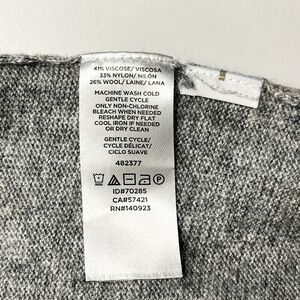 41% VISCOSE/VISCOSA
33% NYLON/NILÓN
26% WOOL/LAINE/LANA
MACHINE WASH COLD
GENTLE CYCLE
ONLY NON-CHLORINE
BLEACH WHEN NEEDED
RESHAPE DRY FLAT
COOL IRON IF NEEDED
OR DRY CLEAN
GENTLE CYCLE/
CYCLE DÉLICAT/
CICLO SUAVE
482377
ID#70285
CA#57421
RN#140923